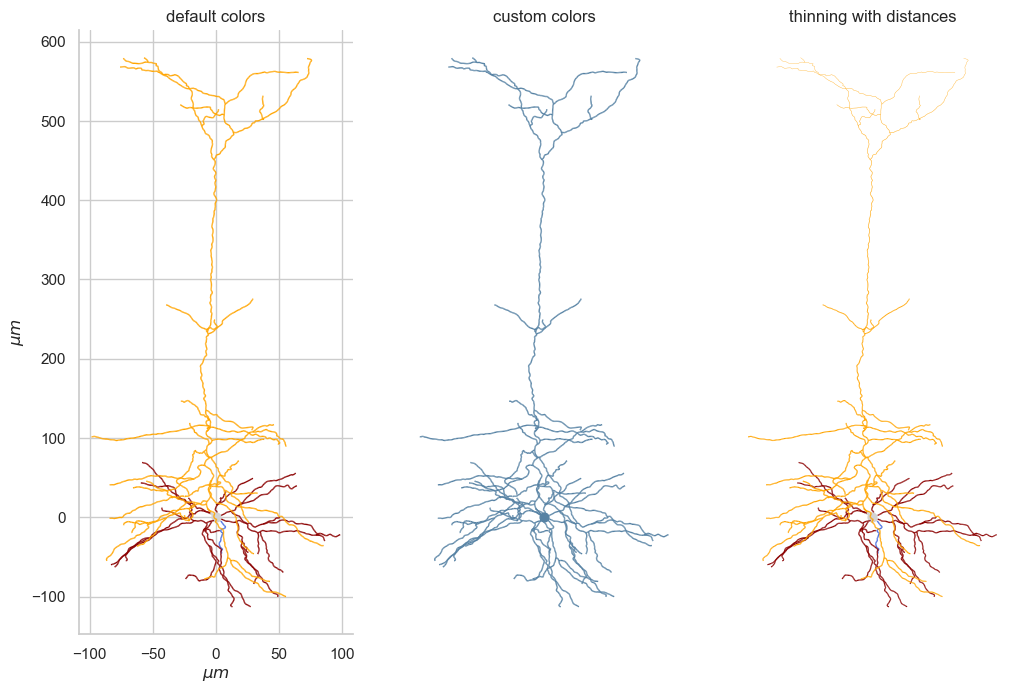 default colors
custom colors
thinning with distances
600
500
400
300
200
100
0
−100
μm
−100
−50
0
50
100
μm